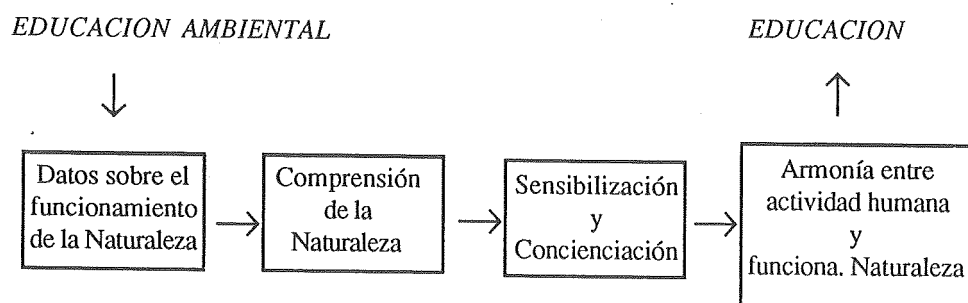 EDUCACION AMBIENTAL
EDUCACION
Datos sobre el
funcionamiento
de la Naturaleza
Comprensión
de la
Naturaleza
Sensibilización
y
Concienciación
Armonía entre
actividad humana
y
funciona. Naturaleza